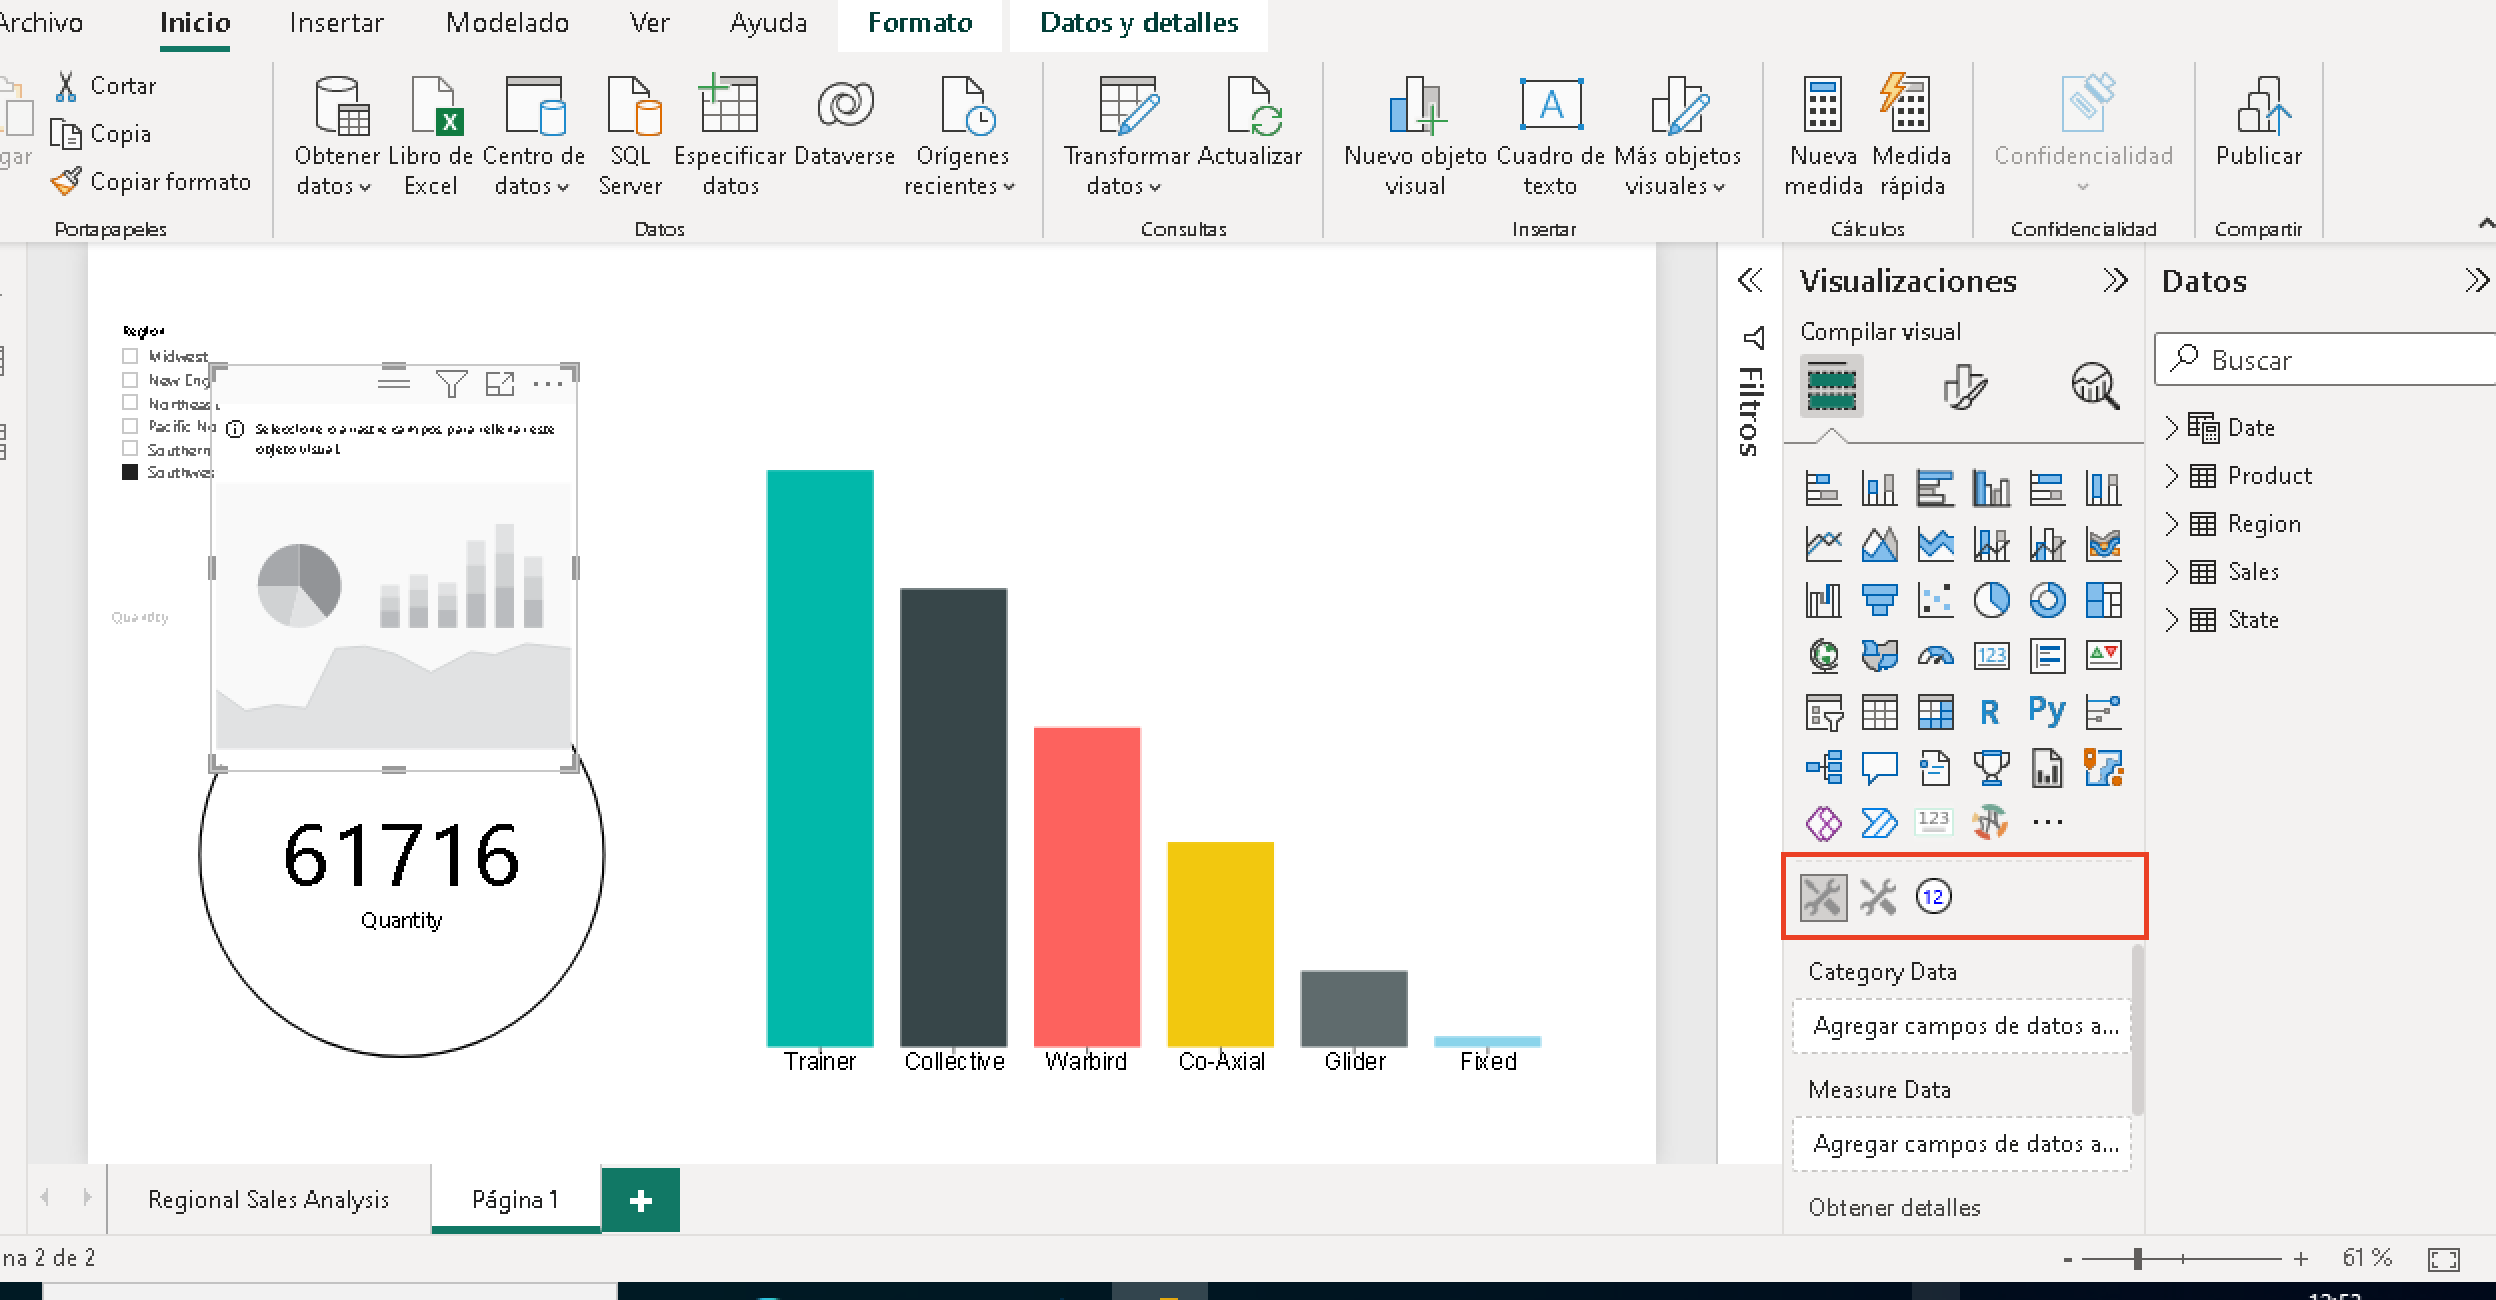 Archivo
Inicio
Insertar
Modelado
Ver
Ayuda
Formato
Datos y detalles
Cortar
Copia
Copiar formato
Portapapeles
Obtener datos
Libro de Excel
Centro de datos
SQL Server
Especificar datos
Dataverse
Orígenes recientes
Datos
Transformar datos
Actualizar
Consultas
Nuevo objeto visual
Cuadro de texto
Más objetos visuales
Insertar
Nueva medida
Medida rápida
Cálculos
Confidencialidad
Confidencialidad
Publicar
Compartir
Region
Midwest
New Eng
Northeas
Pacific No
Southern
Southwes
Seleccione o arrastre campos para rellenar este
objeto visual.
Quantity
61716
Quantity
Trainer
Collective
Warbird
Co-Axial
Glider
Fixed
Filtros
Visualizaciones
Compilar visual
123
R
Py
123
12
Category Data
Agregar campos de datos a...
Measure Data
Agregar campos de datos a...
Obtener detalles
Datos
Buscar
Date
Product
Region
Sales
State
Regional Sales Analysis
Página 1
+
na 2 de 2
- + 61 %